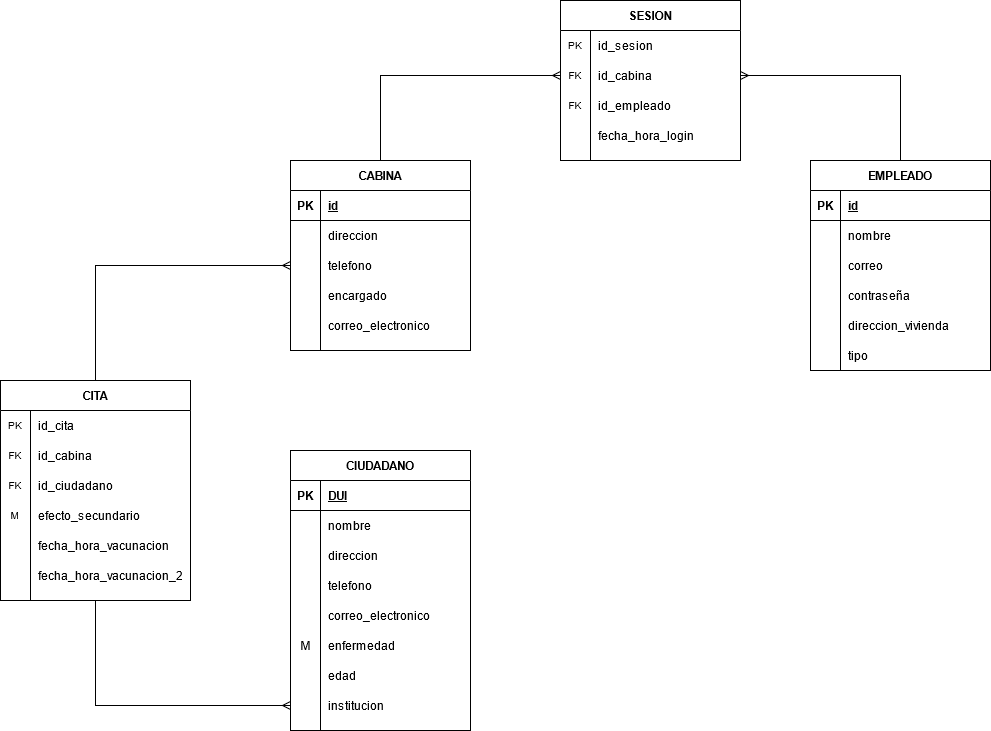 SESION
PK id_sesion
FK id_cabina
FK id_empleado
fecha_hora_login
CABINA
PK id
direccion
telefono
encargado
correo_electronico
EMPLEADO
PK id
nombre
correo
contraseña
direccion_vivienda
tipo
CITA
PK id_cita
FK id_cabina
FK id_ciudadano
M efecto_secundario
fecha_hora_vacunacion
fecha_hora_vacunacion_2
CIUDADANO
PK DUI
nombre
direccion
telefono
correo_electronico
M enfermedad
edad
institucion